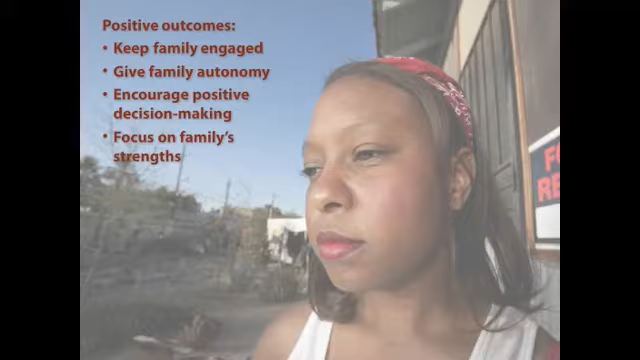 Positive outcomes:
• Keep family engaged
• Give family autonomy
• Encourage positive
decision-making
• Focus on family's
strengths